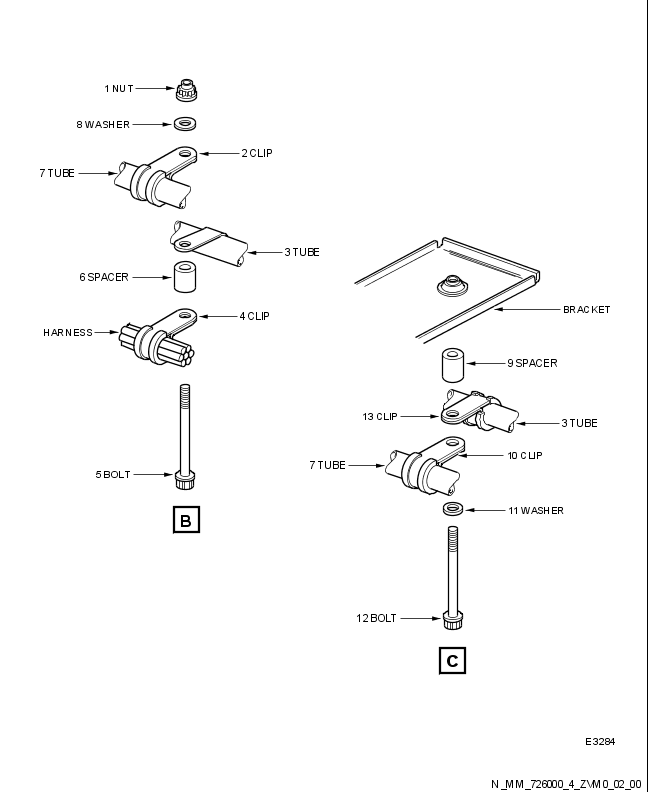 1 NUT
8 WASHER
2 CLIP
7 TUBE
3 TUBE
6 SPACER
4 CLIP
HARNESS
5 BOLT
B
BRACKET
9 SPACER
13 CLIP
3 TUBE
10 CLIP
7 TUBE
11 WASHER
12 BOLT
C
E3284
N_MM_726000_4_ZVM0_02_00